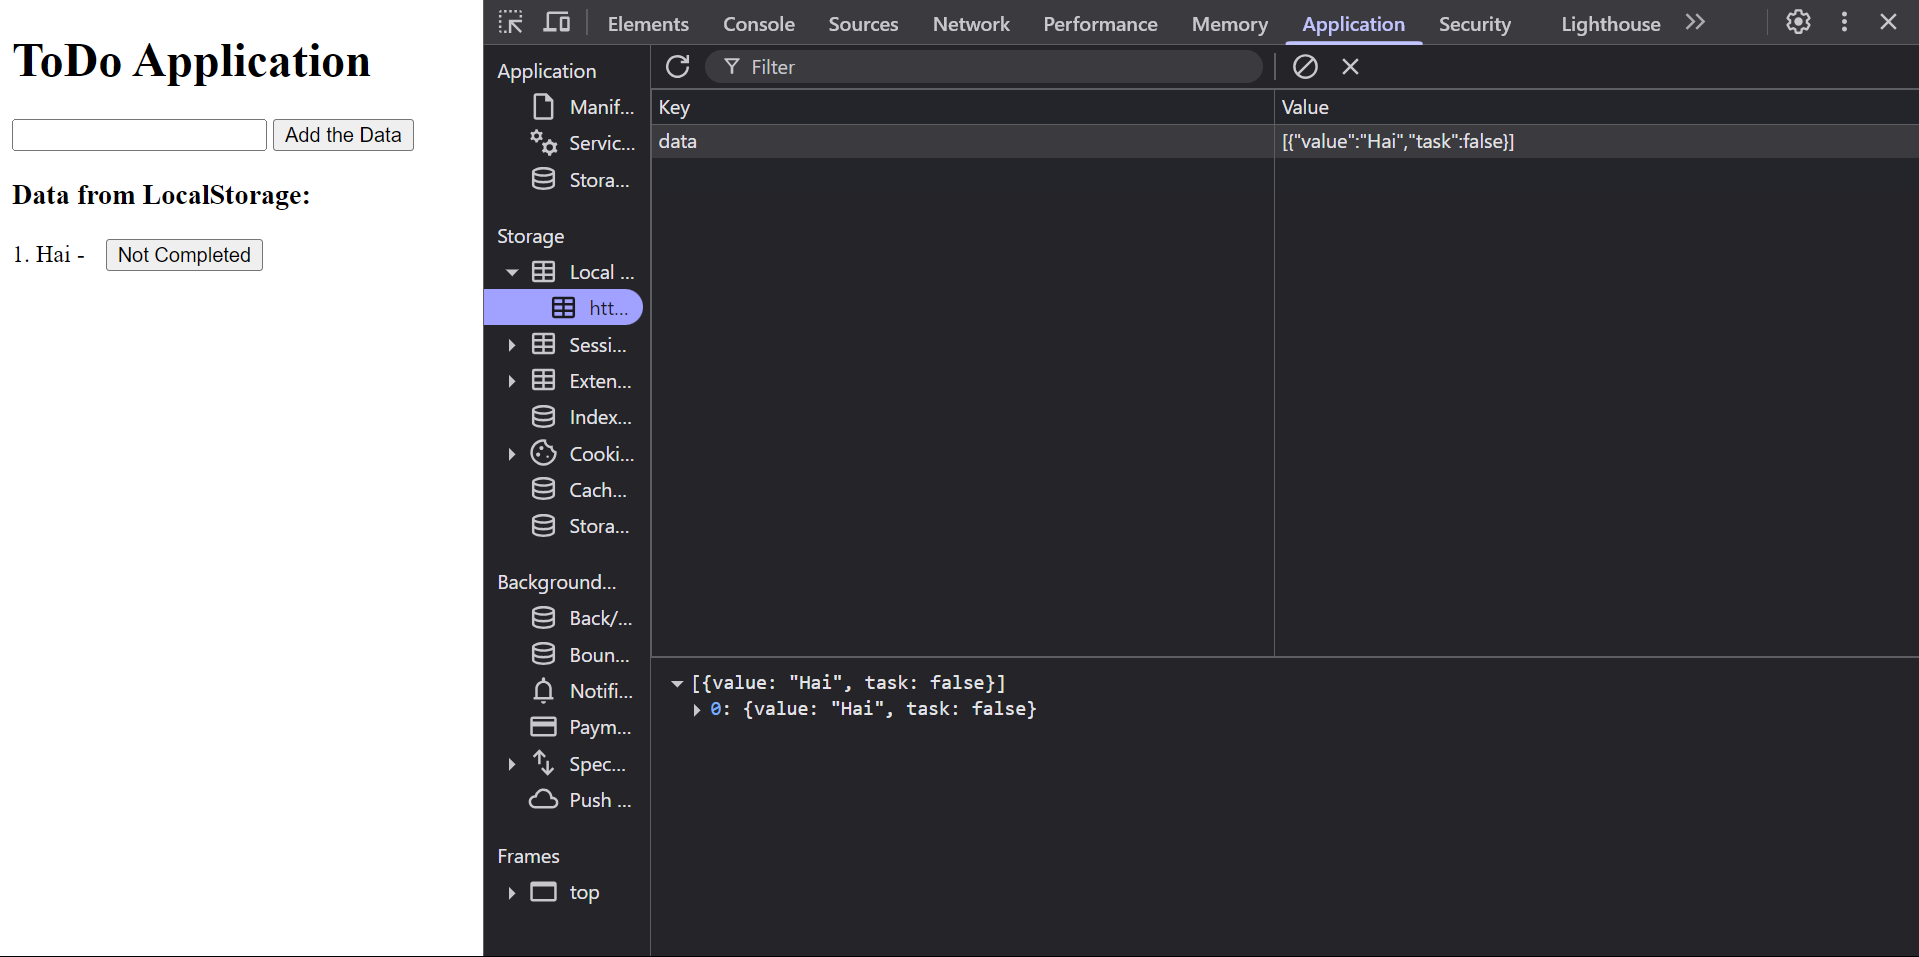 ToDo Application
Add the Data
Data from LocalStorage:
1. Hai - Not Completed
Elements Console Sources Network Performance Memory Application Security Lighthouse
Application
Manif...
Servic...
Stora...
Storage
Local ...
htt...
Sessi...
Exten...
Index...
Cooki...
Cach...
Stora...
Background...
Back/...
Boun...
Notifi...
Paym...
Spec...
Push ...
Frames
top
Filter
Key Value
data [{"value":"Hai","task":false}]
[{value: "Hai", task: false}]
0: {value: "Hai", task: false}